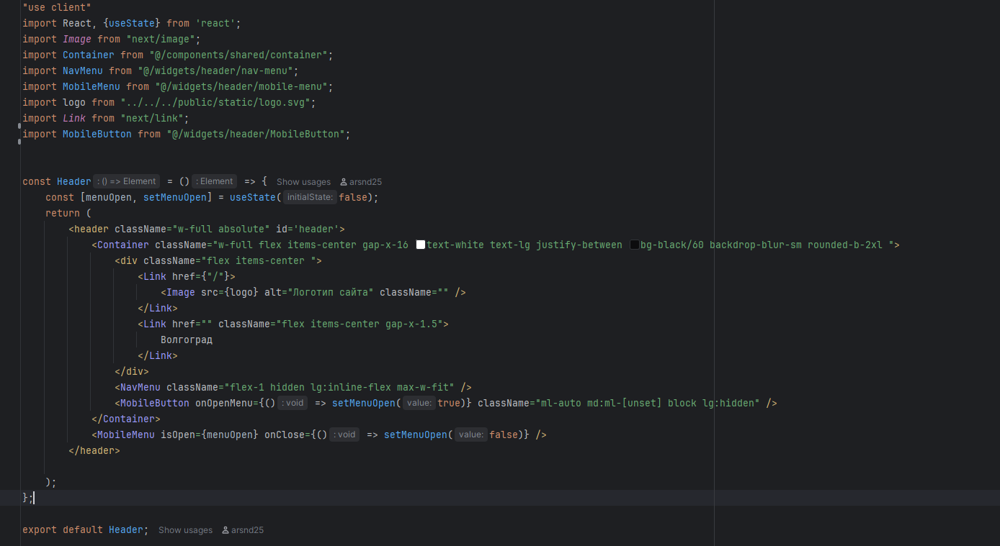 "use client"
import React, {useState} from 'react';
import Image from "next/image";
import Container from "@/components/shared/container";
import NavMenu from "@/widgets/header/nav-menu";
import MobileMenu from "@/widgets/header/mobile-menu";
import logo from "../../../public/static/logo.svg";
import Link from "next/link";
import MobileButton from "@/widgets/header/MobileButton";
const Header : () => Element = () : Element => { Show usages arsnd25
    const [menuOpen, setMenuOpen] = useState( initialState: false);
    return (
        <header className="w-full absolute" id='header'>
            <Container className="w-full flex items-center gap-x-16 text-white text-lg justify-between bg-black/60 backdrop-blur-sm rounded-b-2xl ">
                <div className="flex items-center ">
                    <Link href={"/"}>
                        <Image src={logo} alt="Логотип сайта" className="" />
                    </Link>
                    <Link href="" className="flex items-center gap-x-1.5">
                        Волгоград
                    </Link>
                </div>
                <NavMenu className="flex-1 hidden lg:inline-flex max-w-fit" />
                <MobileButton onOpenMenu={() : void => setMenuOpen( value: true)} className="ml-auto md:ml-[unset] block lg:hidden" />
            </Container>
            <MobileMenu isOpen={menuOpen} onClose={() : void => setMenuOpen( value: false)} />
        </header>
    );
};
export default Header; Show usages arsnd25